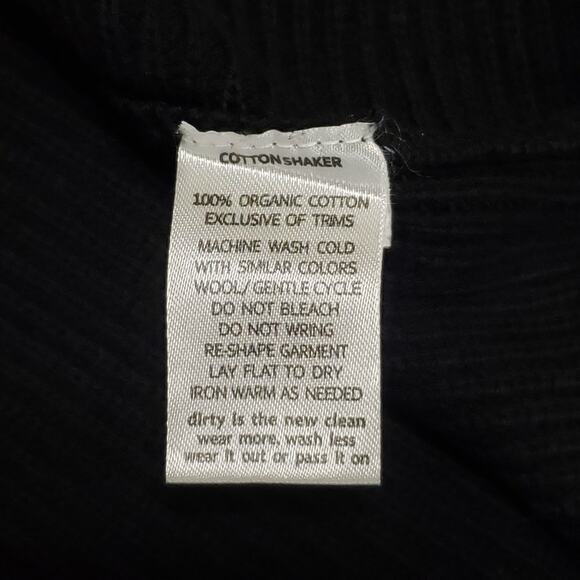 COTTONSHAKER
100% ORGANIC COTTON
EXCLUSIVE OF TRIMS
MACHINE WASH COLD
WITH SIMILAR COLORS
WOOL/GENTLE CYCLE
DO NOT BLEACH
DO NOT WRING
RE-SHAPE GARMENT
LAY FLAT TO DRY
IRON WARM AS NEEDED
dirty is the new clean
wear more, wash less
wear it out or pass it on